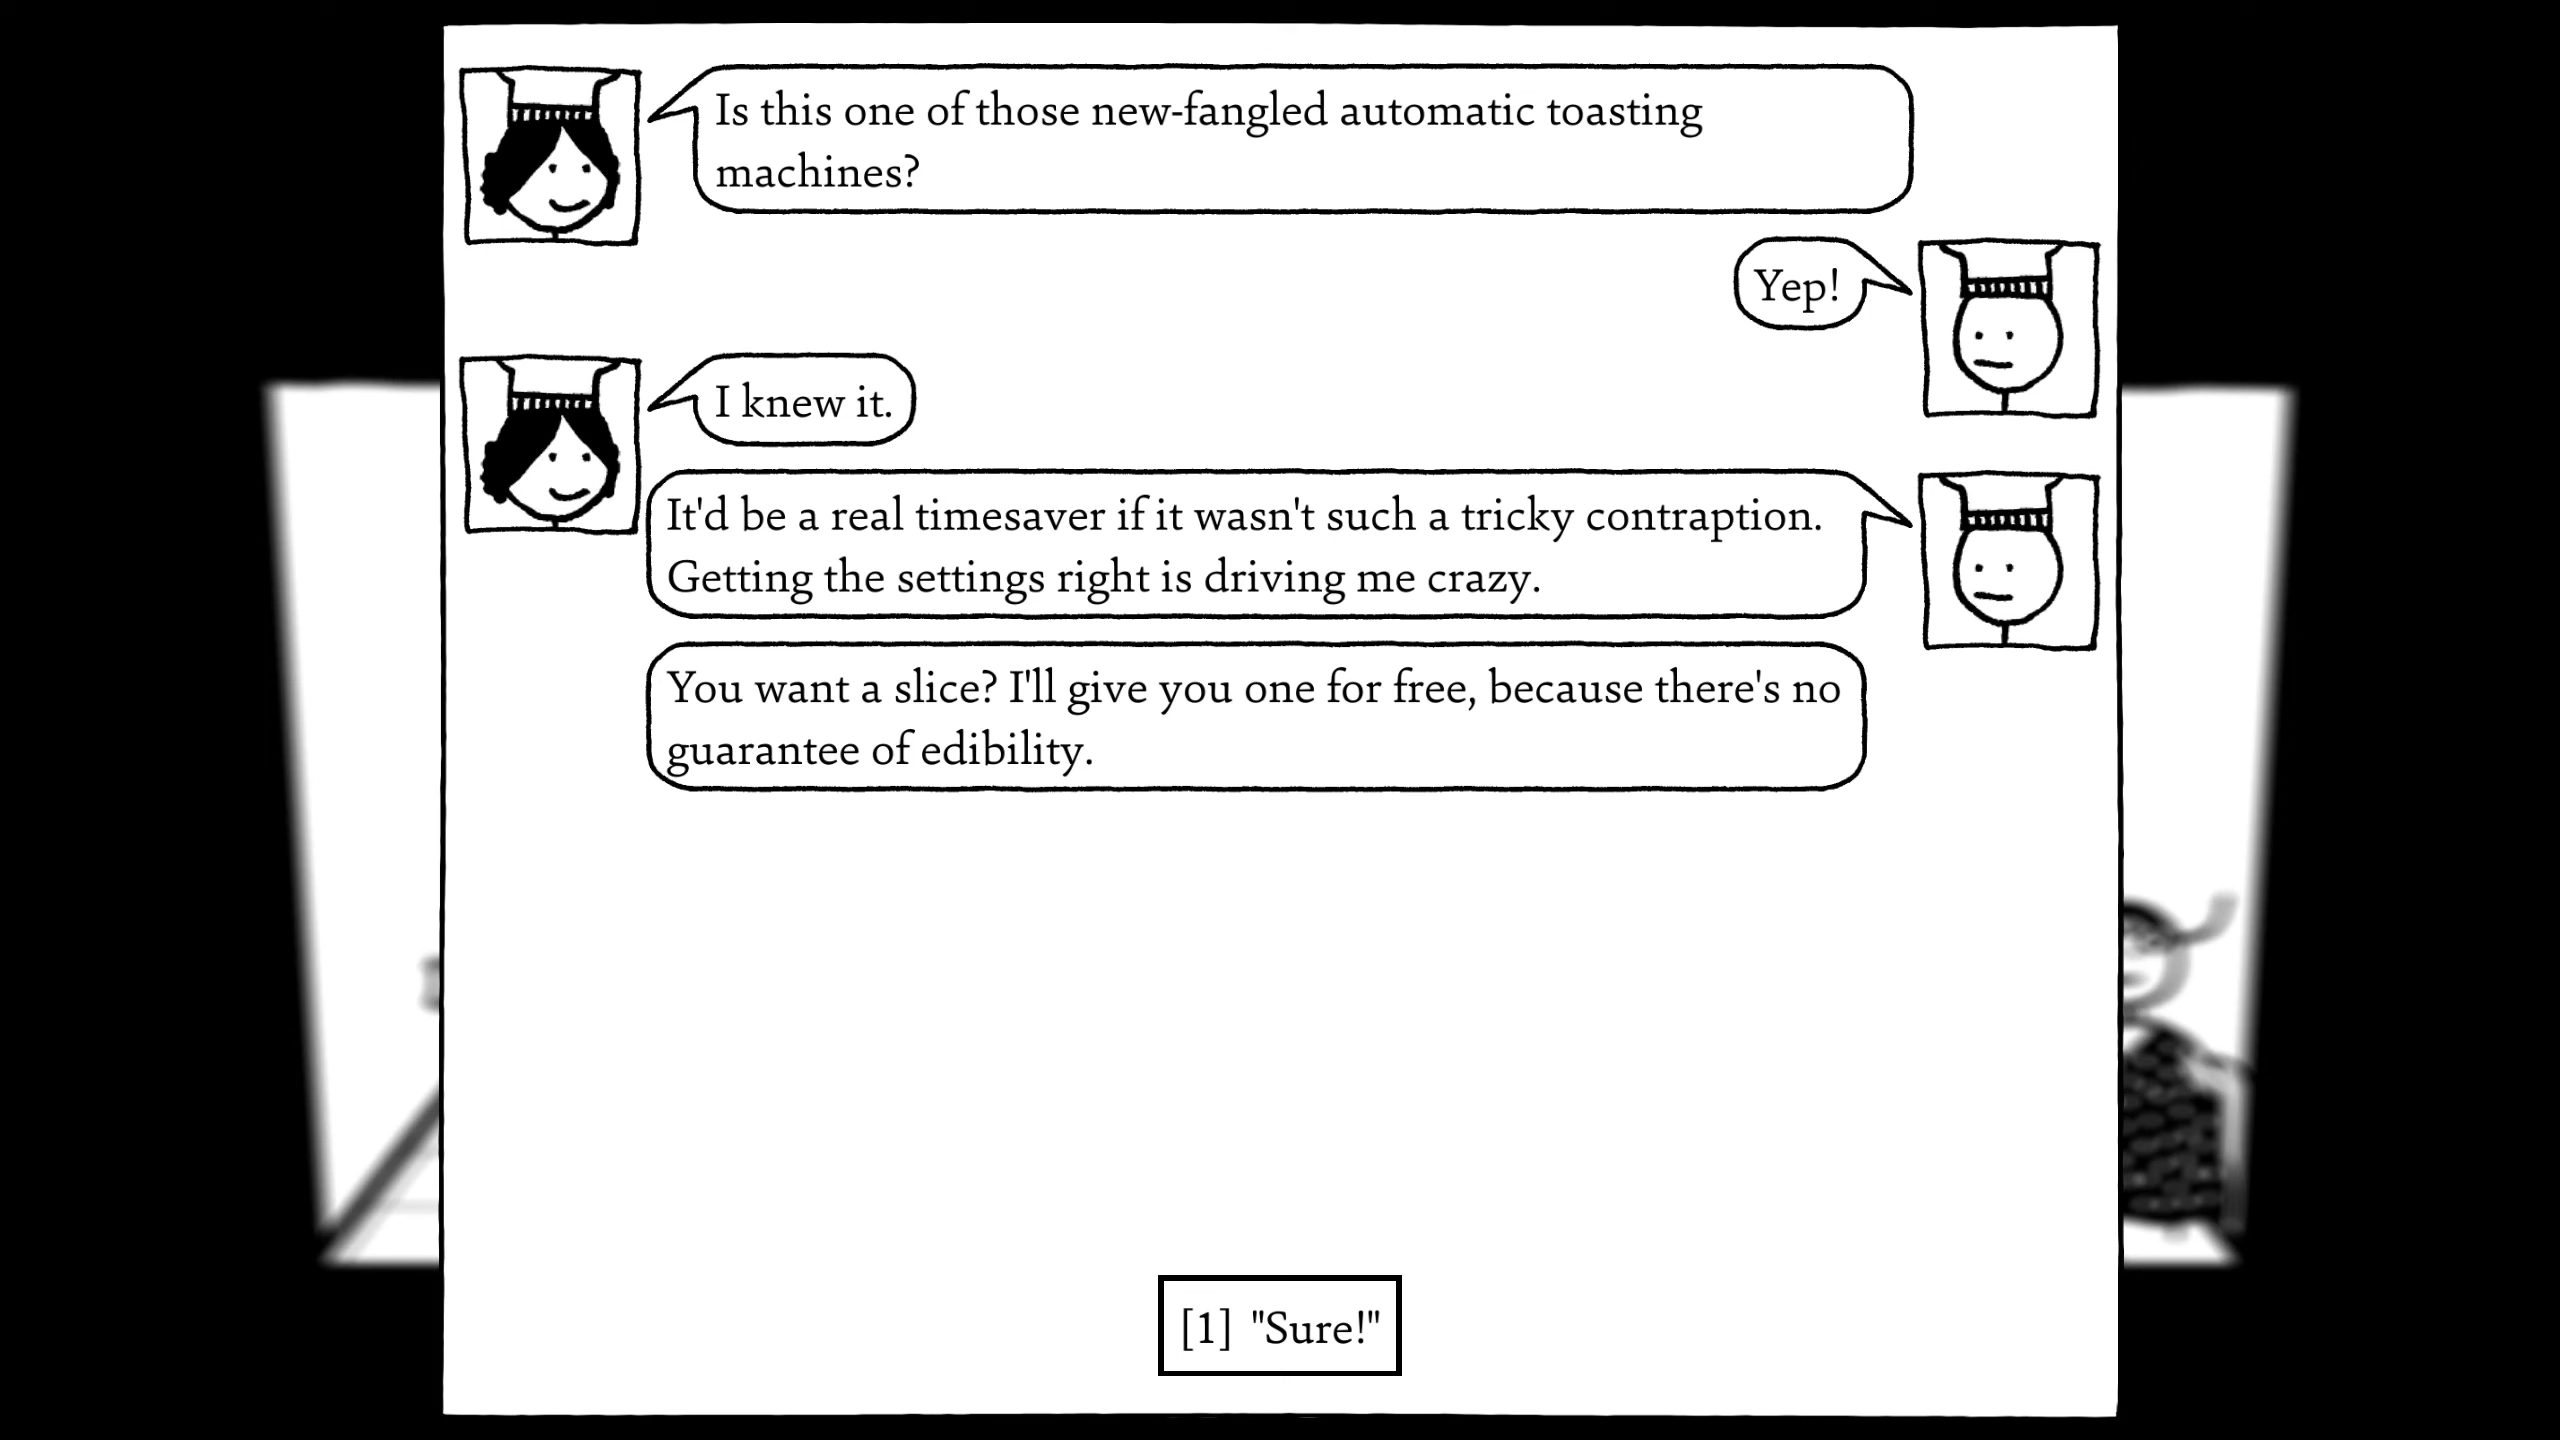 Is this one of those new-fangled automatic toasting
machines?
Yep!
I knew it.
It'd be a real timesaver if it wasn't such a tricky contraption.
Getting the settings right is driving me crazy.
You want a slice? I'll give you one for free, because there's no
guarantee of edibility.
[1] "Sure!"